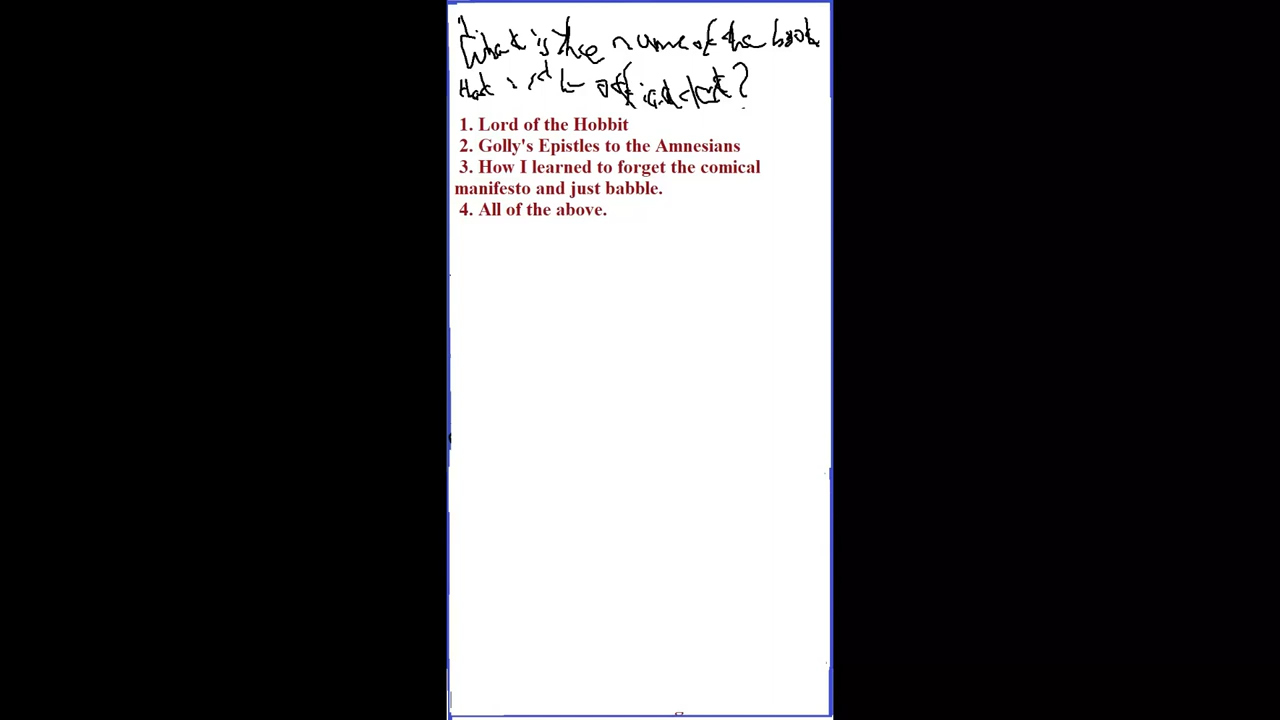 What is the name of the book
that is
1. Lord of the Hobbit
2. Golly's Epistles to the Amnesians
3. How I learned to forget the comical
manifesto and just babble.
4. All of the above.